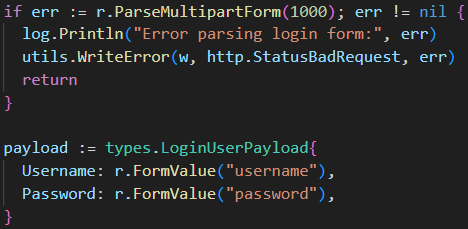 if err := r.ParseMultipartForm(1000); err != nil {
  log.Println("Error parsing login form:", err)
  utils.WriteError(w, http.StatusBadRequest, err)
  return
}

payload := types.LoginUserPayload{
  Username: r.FormValue("username"),
  Password: r.FormValue("password"),
}